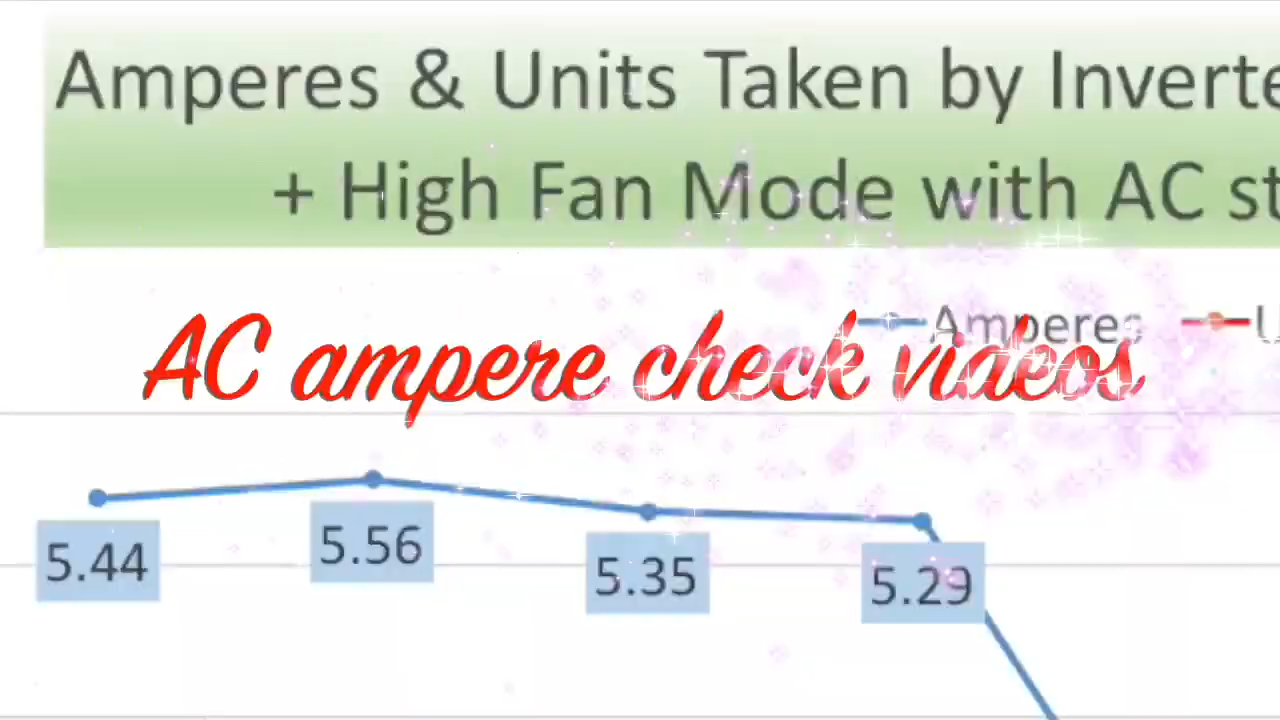 Amperes & Units Taken by Inverte
+ High Fan Mode with AC st
Amperes
AC ampere check videos
5.44
5.56
5.35
5.29